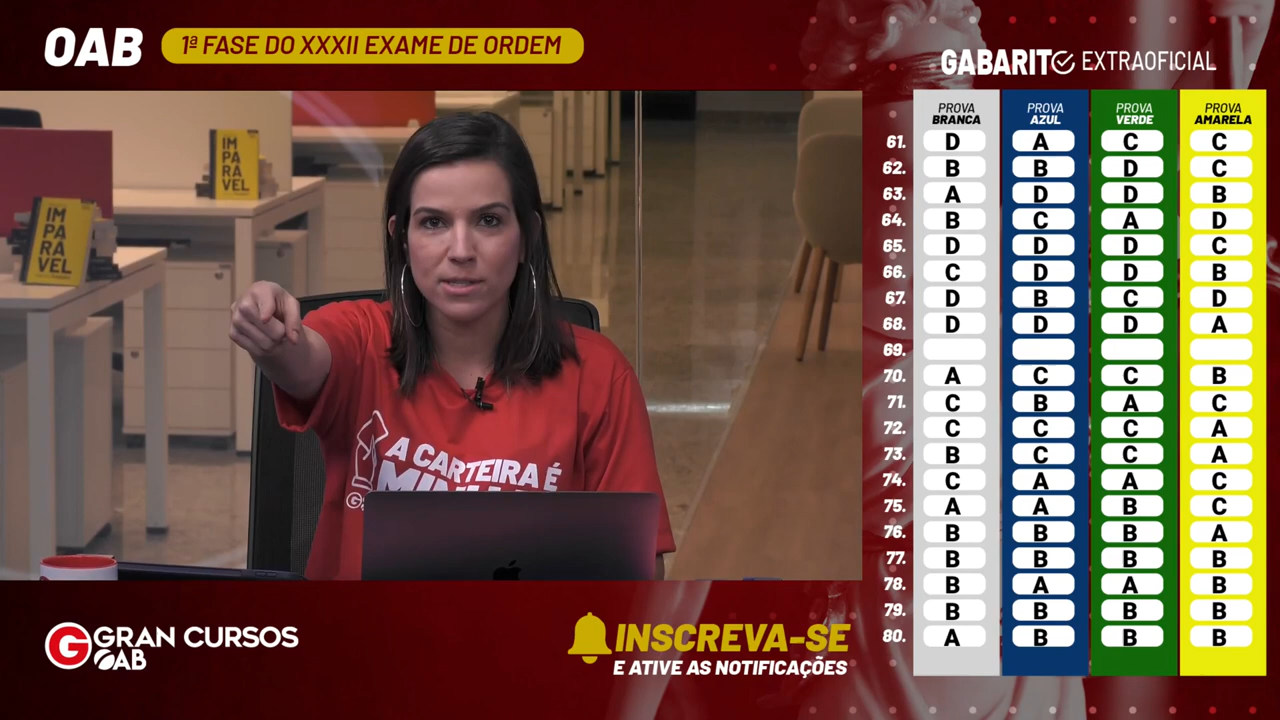 OAB
1ª FASE DO XXXII EXAME DE ORDEM
GABARITO EXTRAOFICIAL
IM
PA
RÁ
VEL
IM
PA
RÁ
VEL
A CARTEIRA É
PROVA BRANCA PROVA AZUL PROVA VERDE PROVA AMARELA
61. D A C C
62. B B D C
63. A D D B
64. B C A D
65. D D D C
66. C D D B
67. D B C D
68. D D D A
69.
70. A C C B
71. C B A C
72. C C C A
73. B C C A
74. C A A C
75. A A B C
76. B B B A
77. B B B B
78. B A A B
79. B B B B
80. A B B B
GRAN CURSOS
OAB
INSCREVA-SE
E ATIVE AS NOTIFICAÇÕES